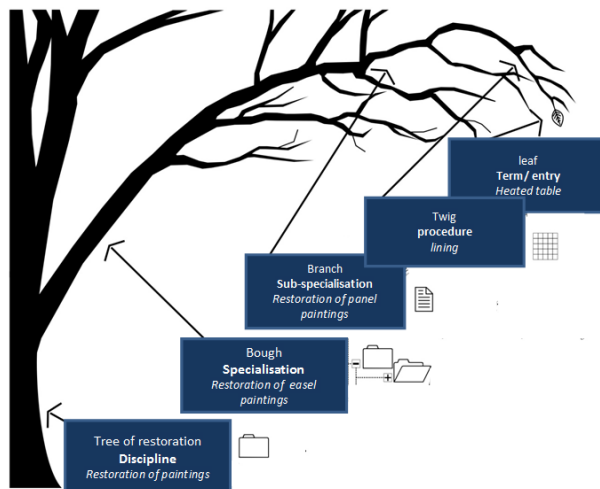 leaf
Term/ entry
Heated table
Twig
procedure
lining
Branch
Sub-specialisation
Restoration of panel
paintings
Bough
Specialisation
Restoration of easel
paintings
Tree of restoration
Discipline
Restoration of paintings